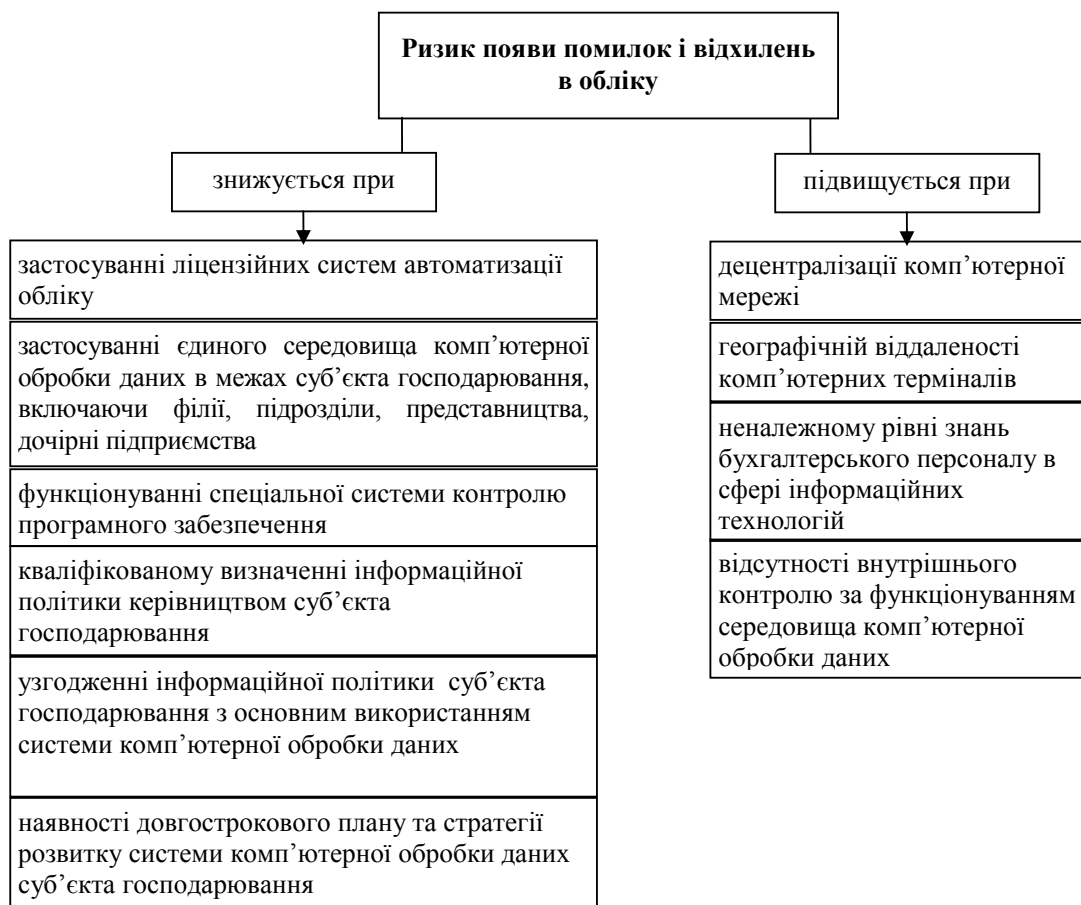 Ризик появи помилок і відхилень
в обліку
знижується при
підвищується при
застосуванні ліцензійних систем автоматизації
обліку
застосуванні єдиного середовища комп’ютерної
обробки даних в межах суб’єкта господарювання,
включаючи філії, підрозділи, представництва,
дочірні підприємства
функціонуванні спеціальної системи контролю
програмного забезпечення
кваліфікованому визначенні інформаційної
політики керівництвом суб’єкта
господарювання
узгодженні інформаційної політики суб’єкта
господарювання з основним використанням
системи комп’ютерної обробки даних
наявності довгострокового плану та стратегії
розвитку системи комп’ютерної обробки даних
суб’єкта господарювання
децентралізації комп’ютерної
мережі
географічній віддаленості
комп’ютерних терміналів
неналежному рівні знань
бухгалтерського персоналу в
сфері інформаційних
технологій
відсутності внутрішнього
контролю за функціонуванням
середовища комп’ютерної
обробки даних